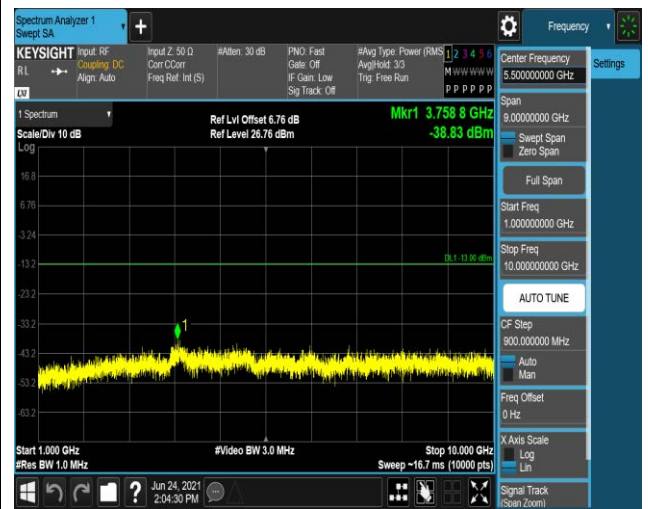 Spectrum Analyzer 1
Swept SA
Frequency
KEYSIGHT
RL
LXI
Input: RF
Coupling: DC
Align: Auto
Input Z: 50 Ω
Corr CCorr
Freq Ref: Int (S)
#Atten: 30 dB
PNO: Fast
Gate: Off
IF Gain: Low
Sig Track: Off
#Avg Type: Power (RMS
Avg|Hold: 3/3
Trig: Free Run
1 2 3 4 5 6
M W W W W W
P P P P P P
1 Spectrum
Scale/Div 10 dB
Log
Ref Lvl Offset 6.76 dB
Ref Level 26.76 dBm
Mkr1 3.758 8 GHz
-38.83 dBm
16.8
6.76
-3.24
-13.2
-23.2
-33.2
-43.2
-53.2
-63.2
DL1 -13.00 dBm
1
Start 1.000 GHz
#Res BW 1.0 MHz
#Video BW 3.0 MHz
Stop 10.000 GHz
Sweep ~16.7 ms (10000 pts)
Center Frequency
5.500000000 GHz
Span
9.00000000 GHz
Swept Span
Zero Span
Full Span
Start Freq
1.000000000 GHz
Stop Freq
10.000000000 GHz
AUTO TUNE
CF Step
900.000000 MHz
Auto
Man
Freq Offset
0 Hz
X Axis Scale
Log
Lin
Signal Track
(Span Zoom)
Settings
?
Jun 24, 2021
2:04:30 PM